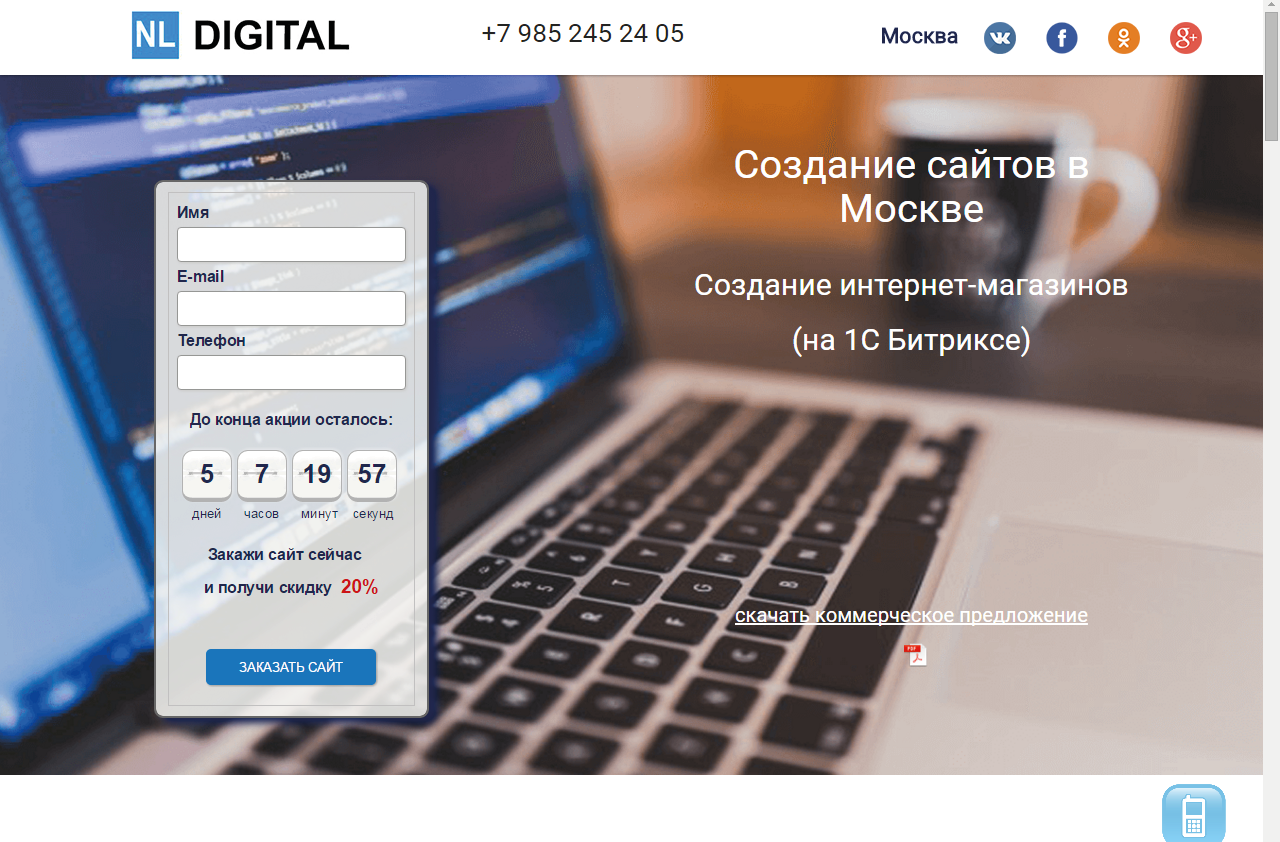 NL DIGITAL
+7 985 245 24 05
Москва
Создание сайтов в
Москве
Создание интернет-магазинов
(на 1С Битриксе)
Имя
E-mail
Телефон
До конца акции осталось:
5 7 19 57
дней часов минут секунд
Закажи сайт сейчас
и получи скидку 20%
ЗАКАЗАТЬ САЙТ
скачать коммерческое предложение
PDF